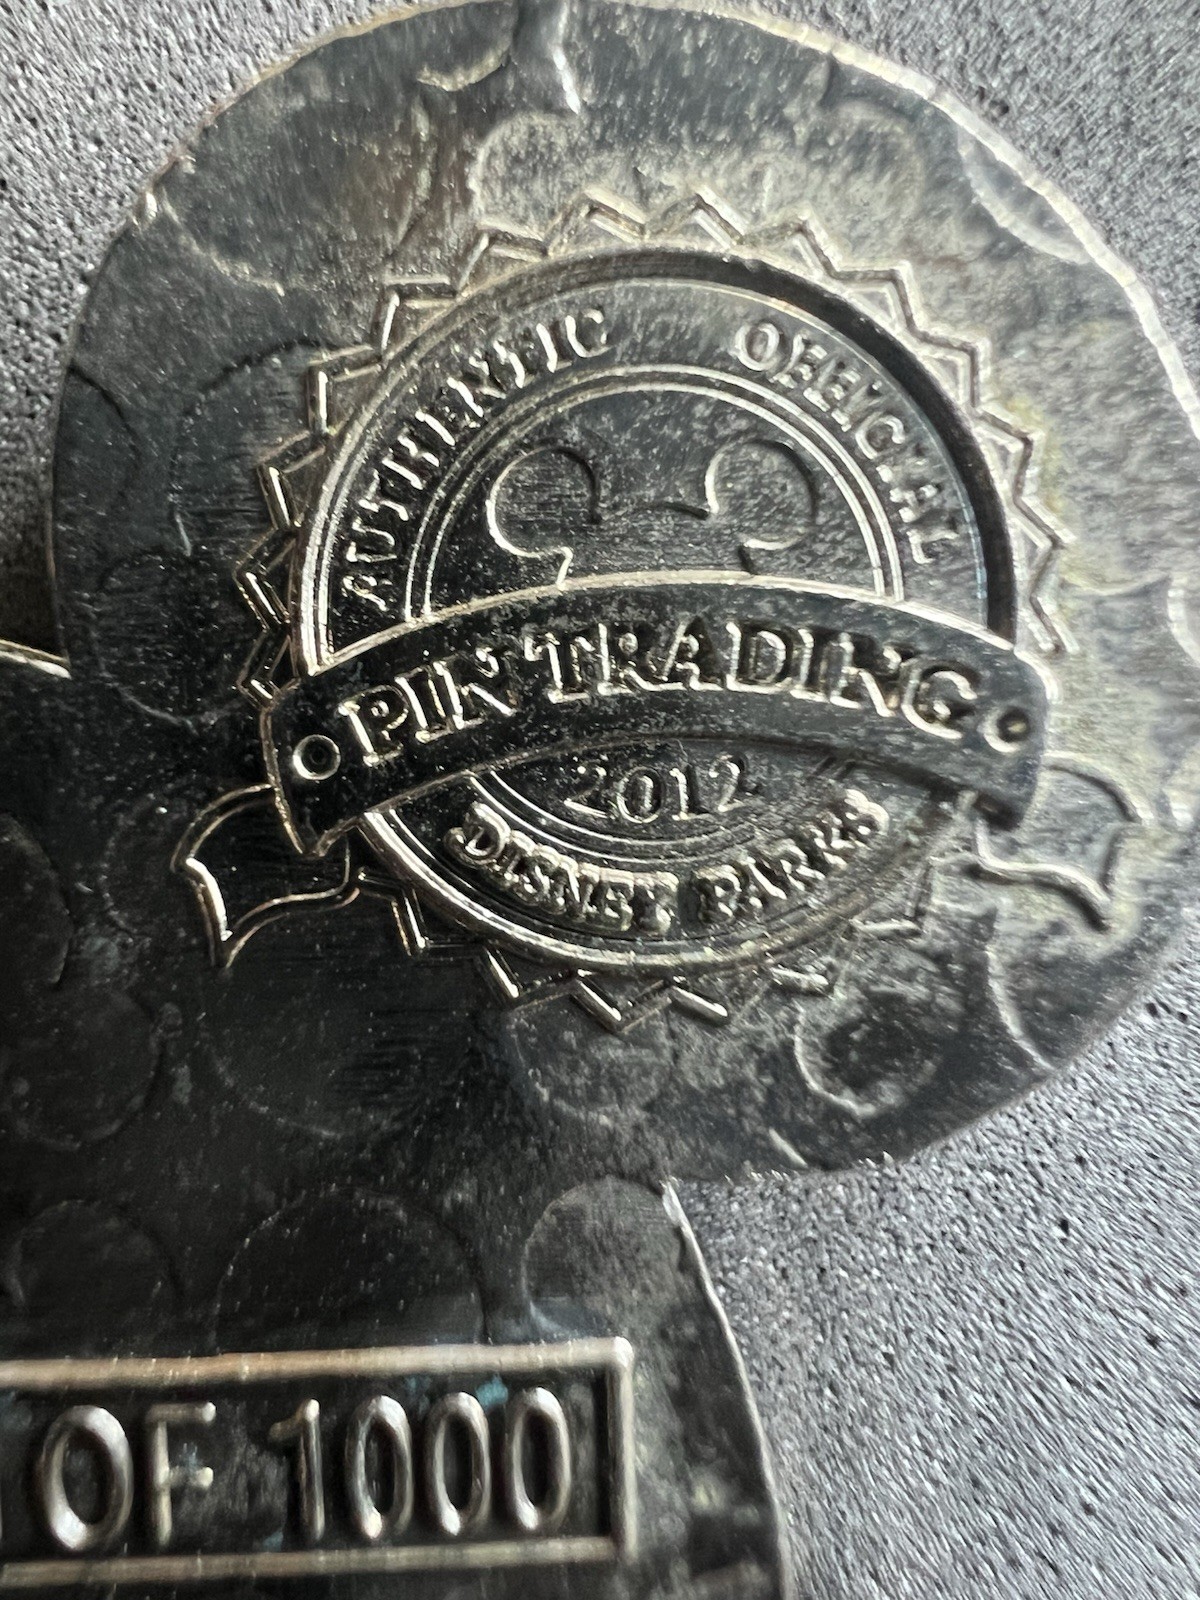 AUTHENTIC OFFICIAL
PIN TRADING
2012
DISNEY PARKS
OF 1000